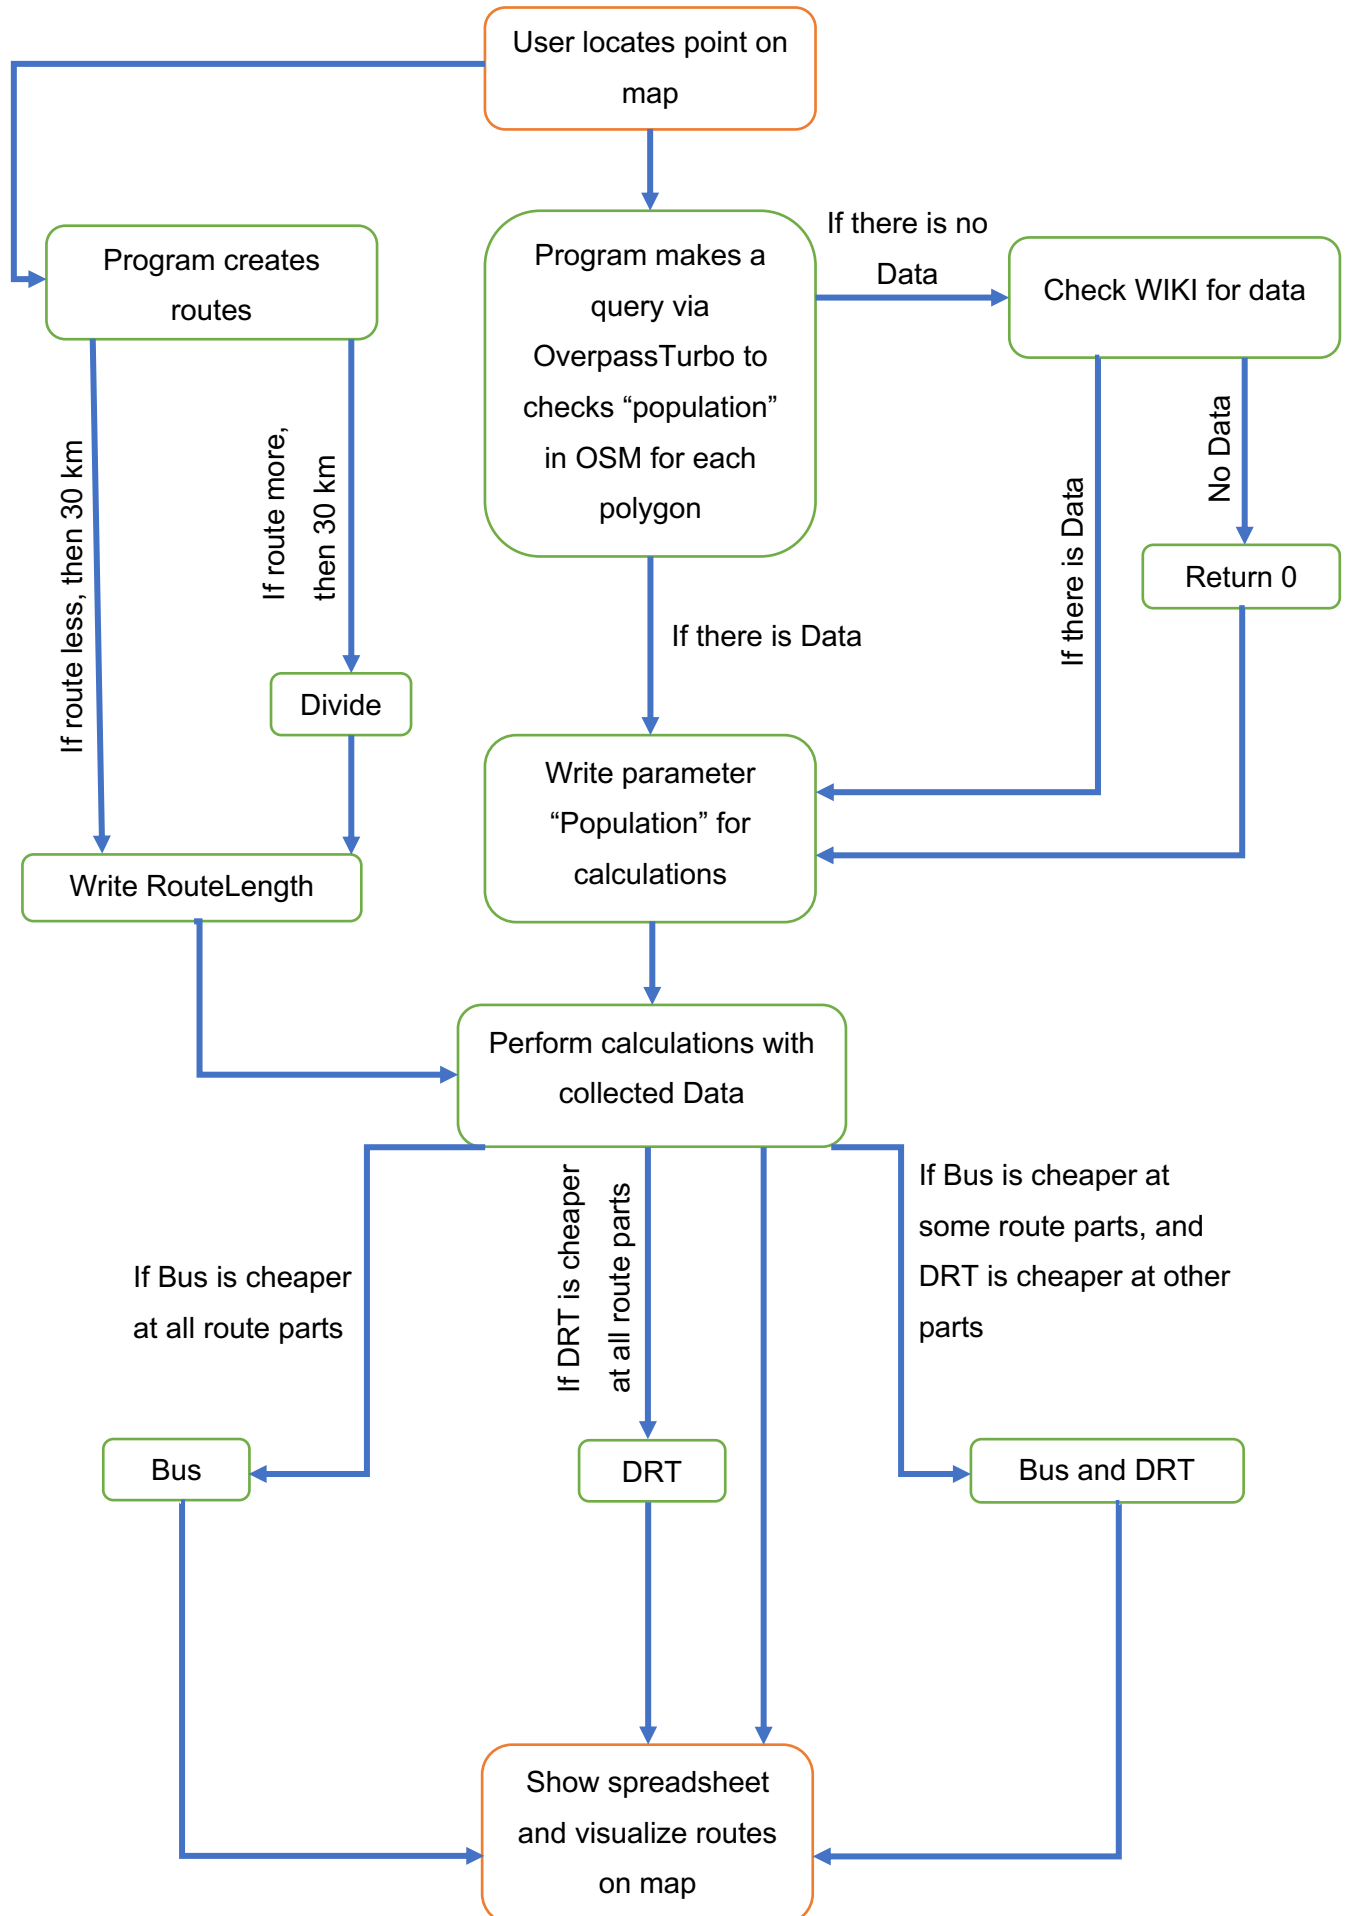 User locates point on
map
Program creates
routes
Program makes a
query via
OverpassTurbo to
checks “population”
in OSM for each
polygon
If there is no
Data
Check WIKI for data
If route less, then 30 km
If route more,
then 30 km
If there is Data
No Data
Return 0
If there is Data
Divide
Write parameter
“Population” for
calculations
Write RouteLength
Perform calculations with
collected Data
If Bus is cheaper
at all route parts
If DRT is cheaper
at all route parts
If Bus is cheaper at
some route parts, and
DRT is cheaper at other
parts
Bus
DRT
Bus and DRT
Show spreadsheet
and visualize routes
on map